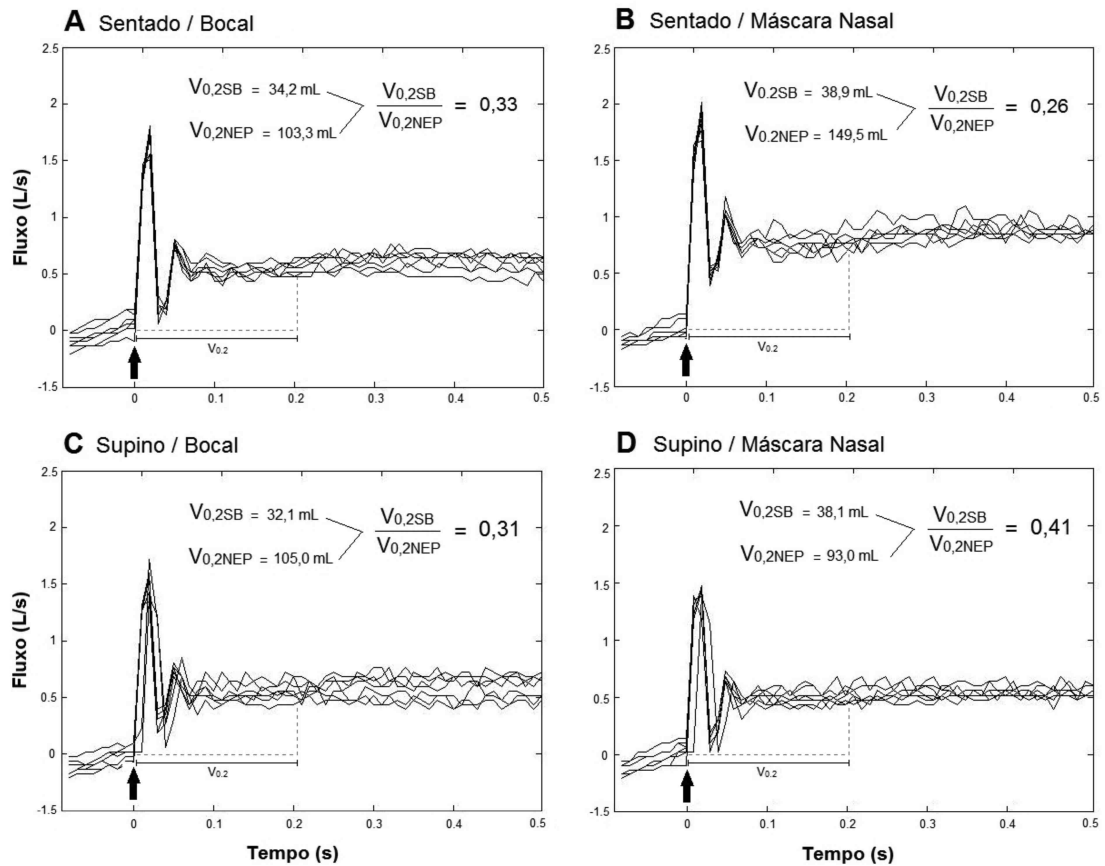 A Sentado / Bocal
2.5
2
1.5
1
0.5
0
-1.5
Fluxo (L/s)
V0,2SB = 34,2 mL
V0,2NEP = 103,3 mL
V0,2SB
V0,2NEP
= 0,33
V0.2
0 0.1 0.2 0.3 0.4 0.5
B Sentado / Máscara Nasal
2.5
2
1.5
1
0.5
0
-1.5
V0.2SB = 38,9 mL
V0.2NEP = 149,5 mL
V0,2SB
V0,2NEP
= 0,26
V0.2
0 0.1 0.2 0.3 0.4 0.5
C Supino / Bocal
2.5
2
1.5
1
0.5
0
-1.5
Fluxo (L/s)
V0,2SB = 32,1 mL
V0,2NEP = 105,0 mL
V0,2SB
V0,2NEP
= 0,31
V0.2
0 0.1 0.2 0.3 0.4 0.5
Tempo (s)
D Supino / Máscara Nasal
2.5
2
1.5
1
0.5
0
-1.5
V0,2SB = 38,1 mL
V0,2NEP = 93,0 mL
V0,2SB
V0,2NEP
= 0,41
V0.2
0 0.1 0.2 0.3 0.4 0.5
Tempo (s)